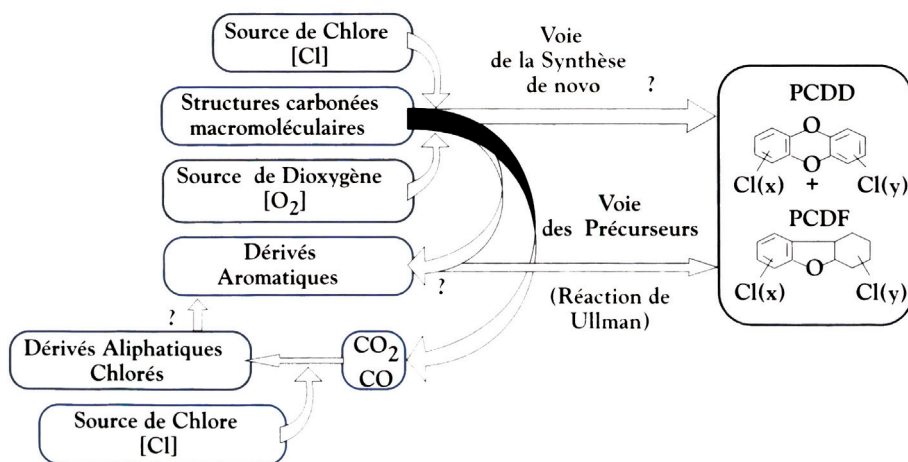 Source de Chlore
[Cl]
Structures carbonées
macromoléculaires
Source de Dioxygène
[O₂]
Dérivés
Aromatiques
?
Dérivés Aliphatiques
Chlorés
CO₂
CO
Source de Chlore
[Cl]
Voie
de la Synthèse
de novo ?
Voie
des Précurseurs
?
(Réaction de
Ullman)
PCDD
O
O
Cl(x) + Cl(y)
PCDF
O
Cl(x) Cl(y)